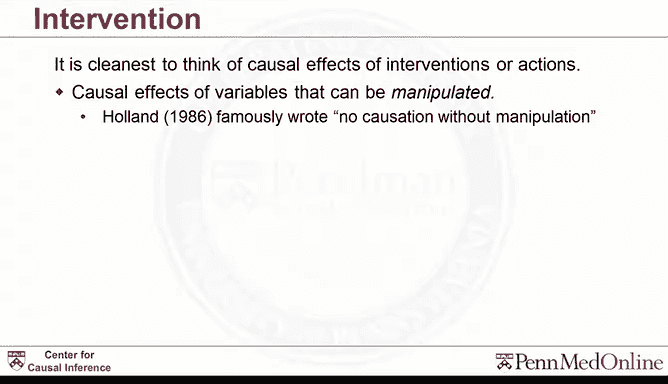 Intervention
It is cleanest to think of causal effects of interventions or actions.
Causal effects of variables that can be manipulated.
• Holland (1986) famously wrote “no causation without manipulation”
Perelman
Center for
Causal Inference
PennMedOnline